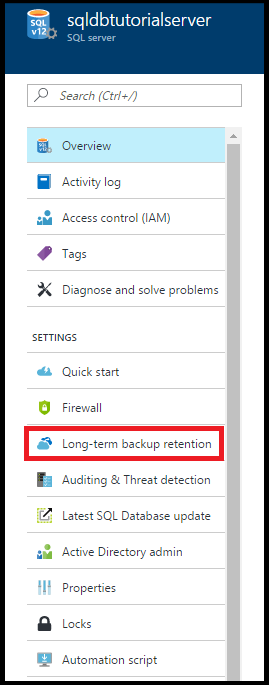 sqldbtutorialserver
SQL server
SQL
v12
Search (Ctrl+/)
Overview
Activity log
Access control (IAM)
Tags
Diagnose and solve problems
SETTINGS
Quick start
Firewall
Long-term backup retention
Auditing & Threat detection
Latest SQL Database update
Active Directory admin
Properties
Locks
Automation script